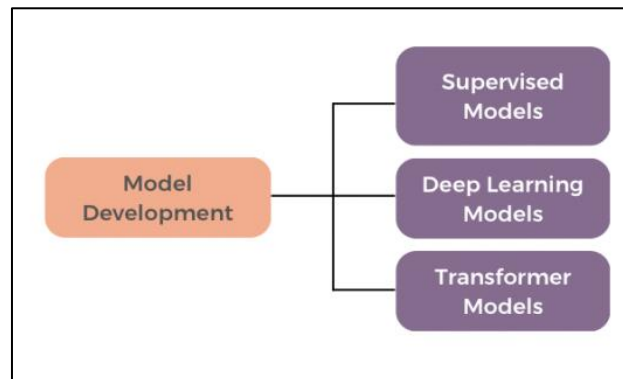 Supervised
Models
Model
Development
Deep Learning
Models
Transformer
Models